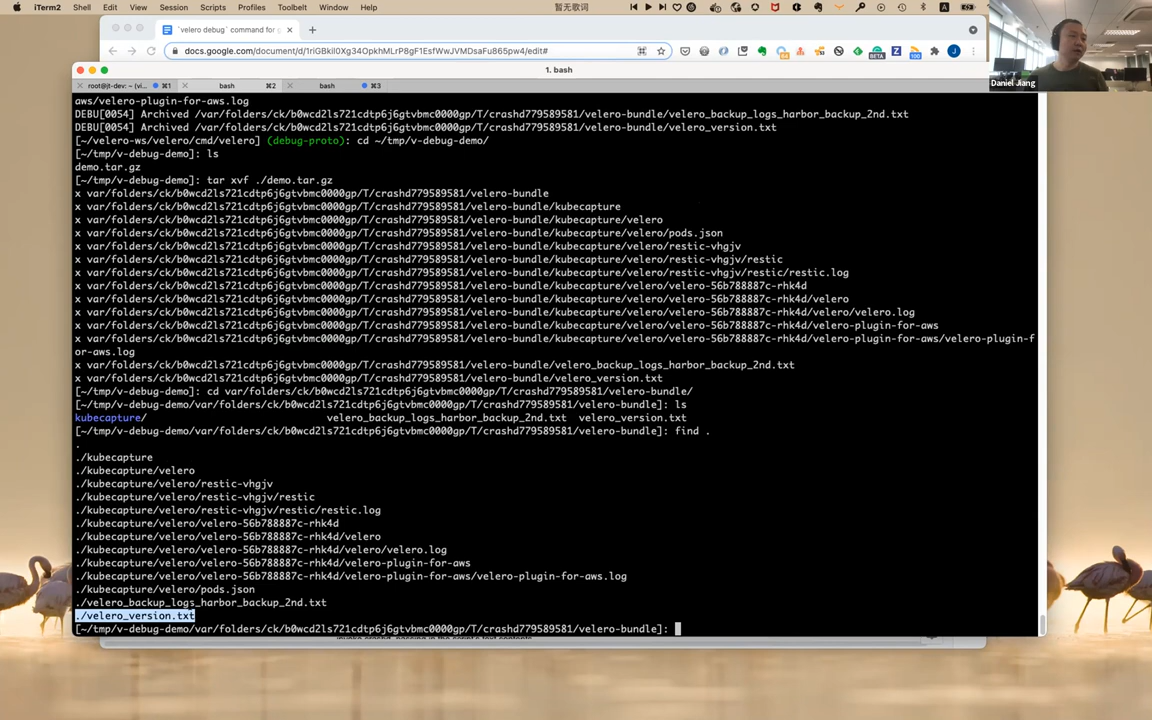 iTerm2 Shell Edit View Session Scripts Profiles Toolbelt Window Help 暂无歌词
`velero debug` command for g
docs.google.com/document/d/1riGBkil0Xg34OpkhMLrP8gF1EsfWwJVMDsaFu865pw4/edit#
Daniel Jiang
1. bash
root@jt-dev: ~ (vi... ⌘1 bash ⌘2 bash ⌘3
aws/velero-plugin-for-aws.log
DEBU[0054] Archived /var/folders/ck/b0wcd2ls721cdtp6j6gtvbmc0000gp/T/crashd779589581/velero-bundle/velero_backup_logs_harbor_backup_2nd.txt
DEBU[0054] Archived /var/folders/ck/b0wcd2ls721cdtp6j6gtvbmc0000gp/T/crashd779589581/velero-bundle/velero_version.txt
[~/velero-ws/velero/cmd/velero] (debug-proto): cd ~/tmp/v-debug-demo/
[~/tmp/v-debug-demo]: ls
demo.tar.gz
[~/tmp/v-debug-demo]: tar xvf ./demo.tar.gz
x var/folders/ck/b0wcd2ls721cdtp6j6gtvbmc0000gp/T/crashd779589581/velero-bundle
x var/folders/ck/b0wcd2ls721cdtp6j6gtvbmc0000gp/T/crashd779589581/velero-bundle/kubecapture
x var/folders/ck/b0wcd2ls721cdtp6j6gtvbmc0000gp/T/crashd779589581/velero-bundle/kubecapture/velero
x var/folders/ck/b0wcd2ls721cdtp6j6gtvbmc0000gp/T/crashd779589581/velero-bundle/kubecapture/velero/pods.json
x var/folders/ck/b0wcd2ls721cdtp6j6gtvbmc0000gp/T/crashd779589581/velero-bundle/kubecapture/velero/restic-vhgjv
x var/folders/ck/b0wcd2ls721cdtp6j6gtvbmc0000gp/T/crashd779589581/velero-bundle/kubecapture/velero/restic-vhgjv/restic
x var/folders/ck/b0wcd2ls721cdtp6j6gtvbmc0000gp/T/crashd779589581/velero-bundle/kubecapture/velero/restic-vhgjv/restic/restic.log
x var/folders/ck/b0wcd2ls721cdtp6j6gtvbmc0000gp/T/crashd779589581/velero-bundle/kubecapture/velero/velero-56b788887c-rhk4d
x var/folders/ck/b0wcd2ls721cdtp6j6gtvbmc0000gp/T/crashd779589581/velero-bundle/kubecapture/velero/velero-56b788887c-rhk4d/velero
x var/folders/ck/b0wcd2ls721cdtp6j6gtvbmc0000gp/T/crashd779589581/velero-bundle/kubecapture/velero/velero-56b788887c-rhk4d/velero/velero.log
x var/folders/ck/b0wcd2ls721cdtp6j6gtvbmc0000gp/T/crashd779589581/velero-bundle/kubecapture/velero/velero-56b788887c-rhk4d/velero-plugin-for-aws
x var/folders/ck/b0wcd2ls721cdtp6j6gtvbmc0000gp/T/crashd779589581/velero-bundle/kubecapture/velero/velero-56b788887c-rhk4d/velero-plugin-for-aws/velero-plugin-f
or-aws.log
x var/folders/ck/b0wcd2ls721cdtp6j6gtvbmc0000gp/T/crashd779589581/velero-bundle/velero_backup_logs_harbor_backup_2nd.txt
x var/folders/ck/b0wcd2ls721cdtp6j6gtvbmc0000gp/T/crashd779589581/velero-bundle/velero_version.txt
[~/tmp/v-debug-demo]: cd var/folders/ck/b0wcd2ls721cdtp6j6gtvbmc0000gp/T/crashd779589581/velero-bundle/
[~/tmp/v-debug-demo/var/folders/ck/b0wcd2ls721cdtp6j6gtvbmc0000gp/T/crashd779589581/velero-bundle]: ls
kubecapture/ velero_backup_logs_harbor_backup_2nd.txt velero_version.txt
[~/tmp/v-debug-demo/var/folders/ck/b0wcd2ls721cdtp6j6gtvbmc0000gp/T/crashd779589581/velero-bundle]: find .
.
./kubecapture
./kubecapture/velero
./kubecapture/velero/restic-vhgjv
./kubecapture/velero/restic-vhgjv/restic
./kubecapture/velero/restic-vhgjv/restic/restic.log
./kubecapture/velero/velero-56b788887c-rhk4d
./kubecapture/velero/velero-56b788887c-rhk4d/velero
./kubecapture/velero/velero-56b788887c-rhk4d/velero/velero.log
./kubecapture/velero/velero-56b788887c-rhk4d/velero-plugin-for-aws
./kubecapture/velero/velero-56b788887c-rhk4d/velero-plugin-for-aws/velero-plugin-for-aws.log
./kubecapture/velero/pods.json
./velero_backup_logs_harbor_backup_2nd.txt
./velero_version.txt
[~/tmp/v-debug-demo/var/folders/ck/b0wcd2ls721cdtp6j6gtvbmc0000gp/T/crashd779589581/velero-bundle]: